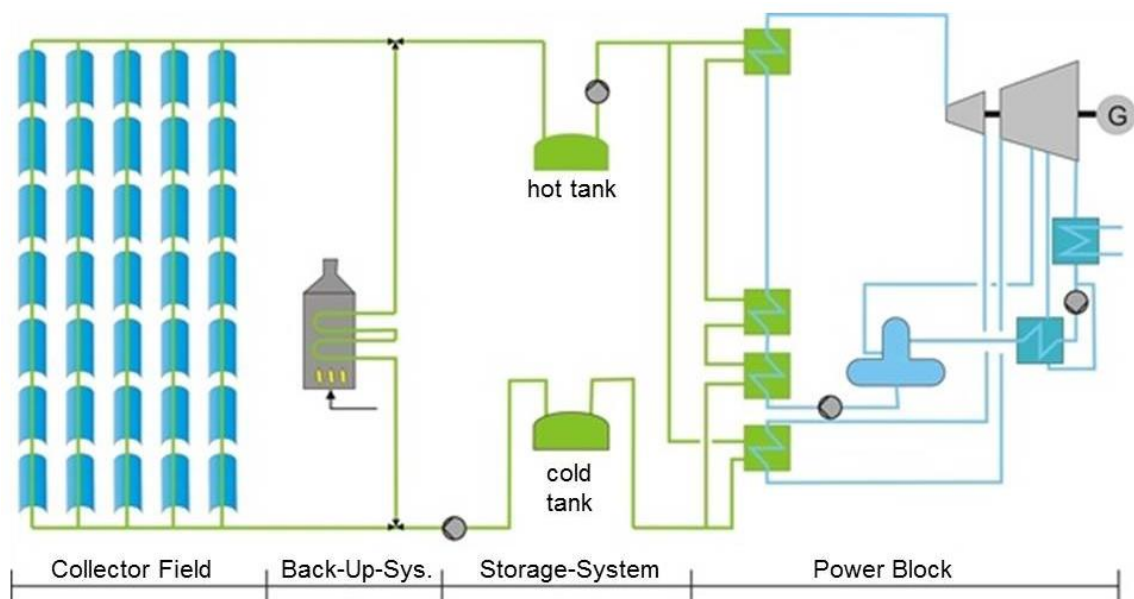 G
hot tank
cold
tank
Collector Field
Back-Up-Sys.
Storage-System
Power Block